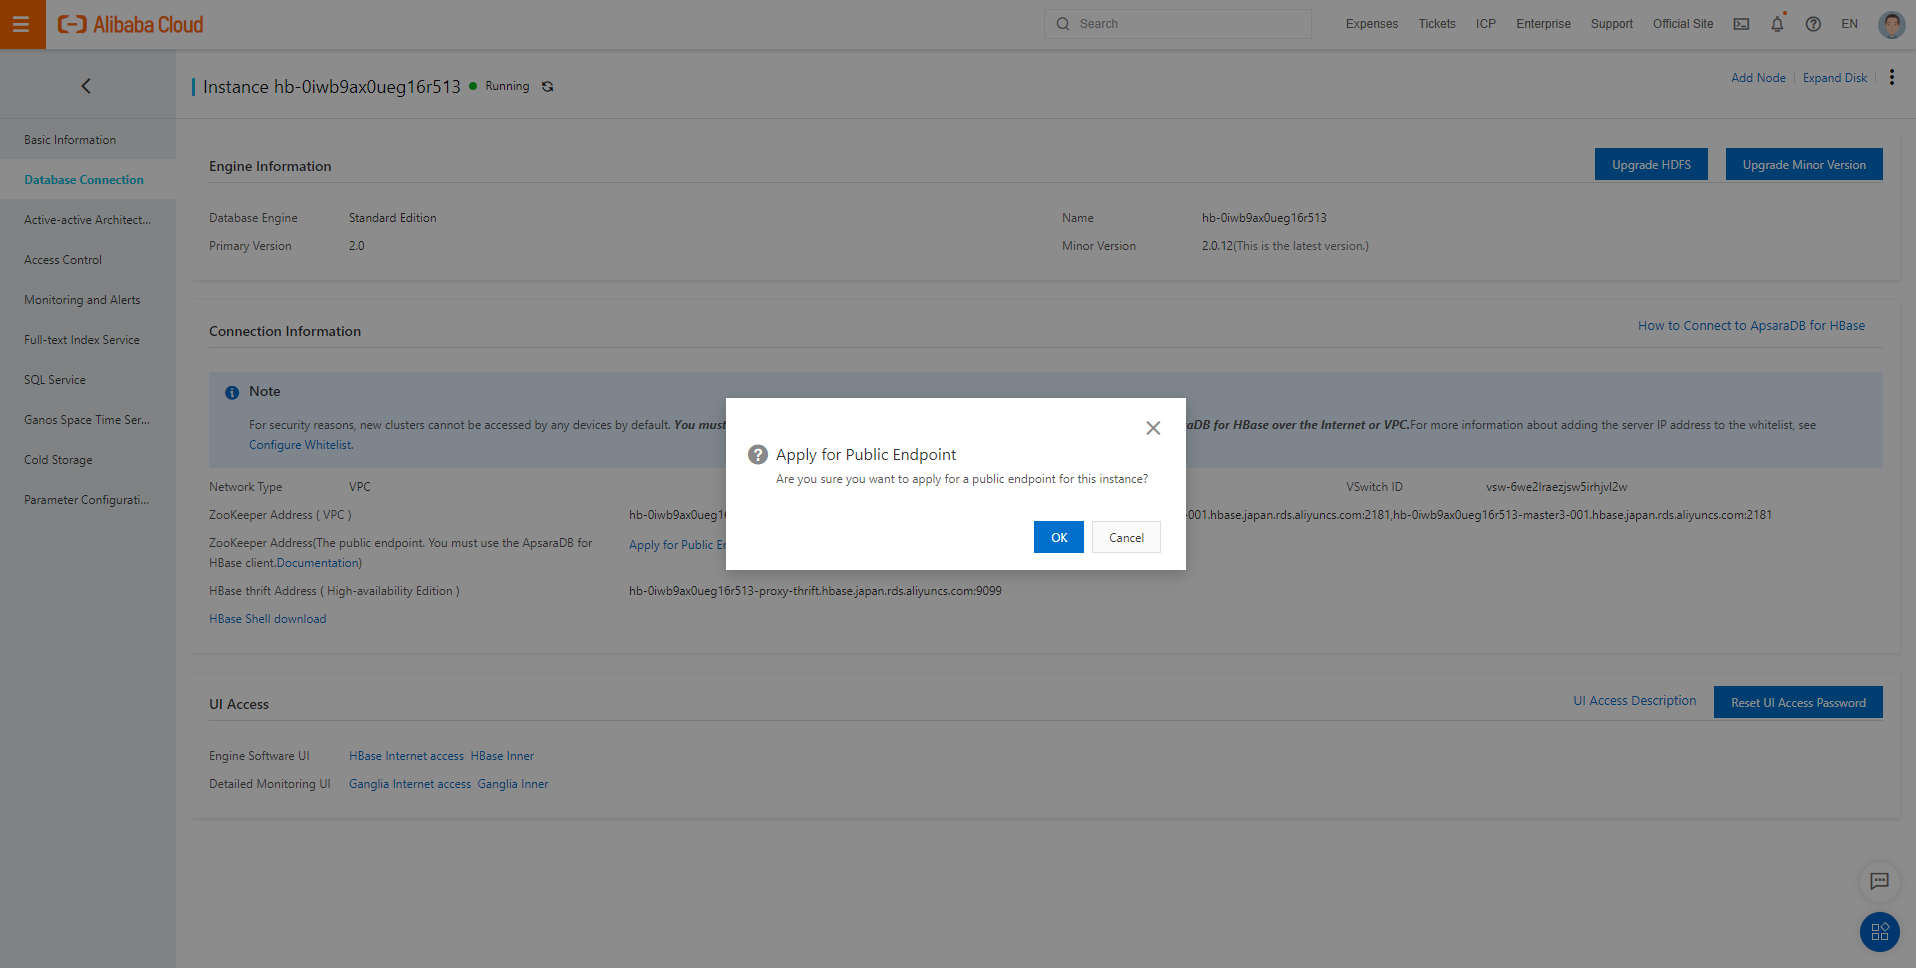 Alibaba Cloud
Search
Expenses Tickets ICP Enterprise Support Official Site EN
Instance hb-0iwb9ax0ueg16r513 Running
Add Node Expand Disk
Basic Information
Database Connection
Active-active Architect...
Access Control
Monitoring and Alerts
Full-text Index Service
SQL Service
Ganos Space Time Ser...
Cold Storage
Parameter Configurati...
Engine Information
Upgrade HDFS Upgrade Minor Version
Database Engine Standard Edition Name hb-0iwb9ax0ueg16r513
Primary Version 2.0 Minor Version 2.0.12(This is the latest version.)
Connection Information
How to Connect to ApsaraDB for HBase
Note
For security reasons, new clusters cannot be accessed by any devices by default. You must aDB for HBase over the Internet or VPC.For more information about adding the server IP address to the whitelist, see
Configure Whitelist.
Network Type VPC VSwitch ID vsw-6we2lraezjsw5irhjvl2w
ZooKeeper Address ( VPC ) hb-0iwb9ax0ueg1 -001.hbase.japan.rds.aliyuncs.com:2181,hb-0iwb9ax0ueg16r513-master3-001.hbase.japan.rds.aliyuncs.com:2181
ZooKeeper Address(The public endpoint. You must use the ApsaraDB for
HBase client.Documentation)
Apply for Public E
HBase thrift Address ( High-availability Edition ) hb-0iwb9ax0ueg16r513-proxy-thrift.hbase.japan.rds.aliyuncs.com:9099
HBase Shell download
Apply for Public Endpoint
Are you sure you want to apply for a public endpoint for this instance?
OK Cancel
UI Access
UI Access Description Reset UI Access Password
Engine Software UI HBase Internet access HBase Inner
Detailed Monitoring UI Ganglia Internet access Ganglia Inner